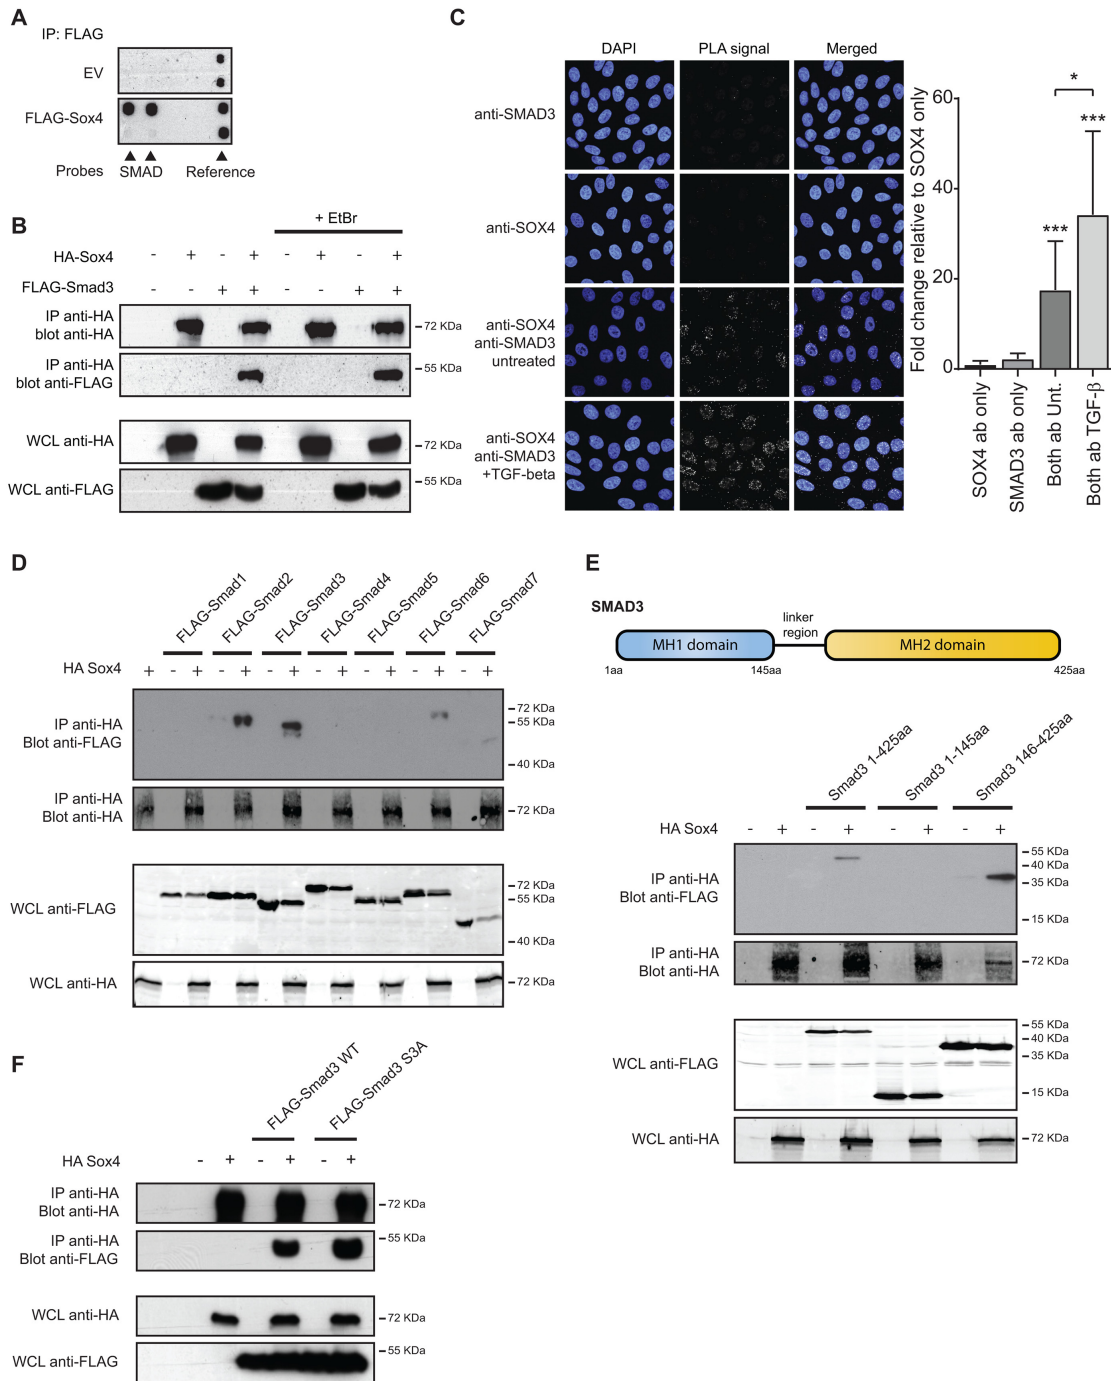 A
IP: FLAG
EV
FLAG-Sox4
Probes SMAD Reference
B
+ EtBr
HA-Sox4 - + - + - + - +
FLAG-Smad3 - - + + - - + +
IP anti-HA
blot anti-HA
72 KDa
IP anti-HA
blot anti-FLAG
55 KDa
WCL anti-HA
72 KDa
WCL anti-FLAG
55 KDa
C
DAPI PLA signal Merged
anti-SMAD3
anti-SOX4
anti-SOX4
anti-SMAD3
untreated
anti-SOX4
anti-SMAD3
+TGF-beta
Fold change relative to SOX4 only
60
40
20
0
*
***
***
SOX4 ab only
SMAD3 ab only
Both ab Unt.
Both ab TGF-β
D
FLAG-Smad1
FLAG-Smad2
FLAG-Smad3
FLAG-Smad4
FLAG-Smad5
FLAG-Smad6
FLAG-Smad7
HA Sox4 + - + - + - + - + - + - + - +
IP anti-HA
Blot anti-FLAG
72 KDa
55 KDa
40 KDa
IP anti-HA
Blot anti-HA
72 KDa
WCL anti-FLAG
72 KDa
55 KDa
40 KDa
WCL anti-HA
72 KDa
E
SMAD3
linker
region
MH1 domain MH2 domain
1aa 145aa 425aa
Smad3 1-425aa
Smad3 1-145aa
Smad3 146-425aa
HA Sox4 - + - + - + - +
IP anti-HA
Blot anti-FLAG
55 KDa
40 KDa
35 KDa
15 KDa
IP anti-HA
Blot anti-HA
72 KDa
WCL anti-FLAG
55 KDa
40 KDa
35 KDa
15 KDa
WCL anti-HA
72 KDa
F
FLAG-Smad3 WT
FLAG-Smad3 S3A
HA Sox4 - + - + - +
IP anti-HA
Blot anti-HA
72 KDa
IP anti-HA
Blot anti-FLAG
55 KDa
WCL anti-HA
72 KDa
WCL anti-FLAG
55 KDa